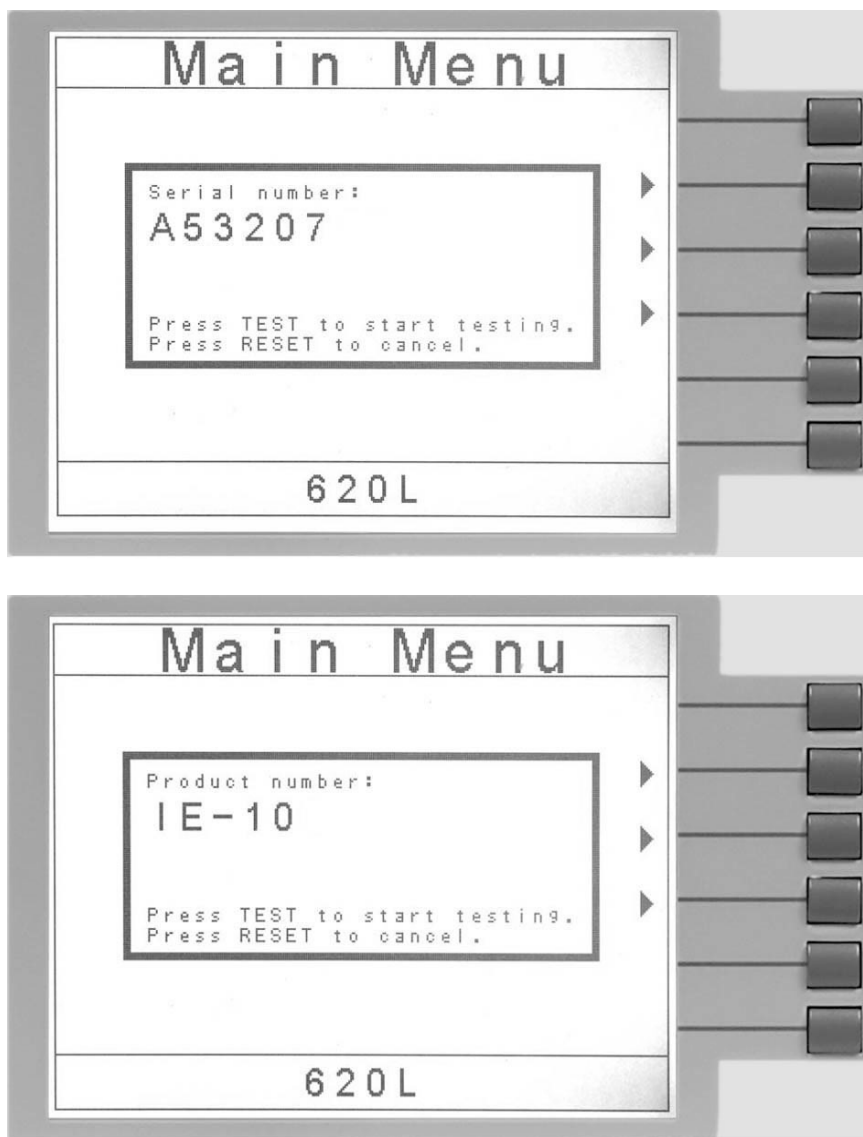 Main Menu
Serial number:
A53207
Press TEST to start testing.
Press RESET to cancel.
620L
Main Menu
Product number:
IE-10
Press TEST to start testing.
Press RESET to cancel.
620L